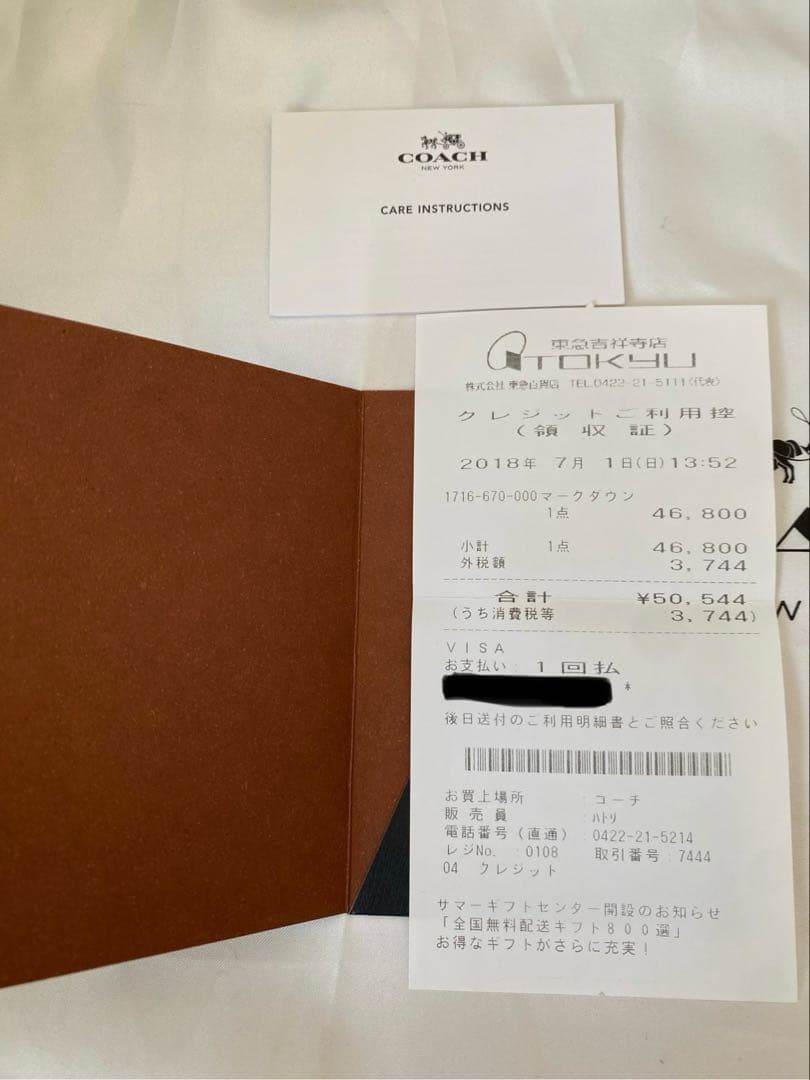 COACH
NEW YORK
CARE INSTRUCTIONS
東急吉祥寺店
TOKYU
株式会社 東急百貨店 TEL.0422-21-5111(代表)
クレジットご利用控
(領収証)
2018年 7月 1日(日)13:52
1716-670-000マークダウン
1点 46,800
小計 1点 46,800
外税額 3,744
合計 ¥50,544
(うち消費税等 3,744)
VISA
お支払い: 1回払
*
後日送付のご利用明細書とご照合ください
お買上場所 :コーチ
販売員 :ハトリ
電話番号(直通) :0422-21-5214
レジNo. :0108 取引番号:7444
04 クレジット
サマーギフトセンター開設のお知らせ
「全国無料配送ギフト800選」
お得なギフトがさらに充実!
A
W